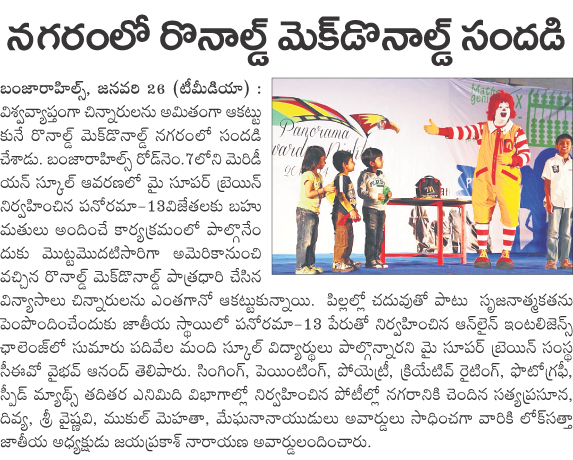 నగరంలో రొనాల్డ్ మెక్‌డొనాల్డ్ సందడి
బంజారాహిల్స్, జనవరి 26 (టీమీడియా) :
విశ్వవ్యాప్తంగా చిన్నారులను అమితంగా ఆకట్టు
కునే రొనాల్డ్ మెక్‌డొనాల్డ్ నగరంలో సందడి
చేశాడు. బంజారాహిల్స్ రోడ్‌నెం.7లోని మెరిడి
యన్ స్కూల్ ఆవరణలో మై సూపర్ బ్రెయిన్
నిర్వహించిన పనోరమా-13విజేతలకు బహు
మతులు అందించే కార్యక్రమంలో పాల్గొనేం
దుకు మొట్టమొదటిసారిగా అమెరికానుంచి
వచ్చిన రొనాల్డ్ మెక్‌డొనాల్డ్ పాత్రధారి చేసిన
విన్యాసాలు చిన్నారులను ఎంతగానో ఆకట్టుకున్నాయి. పిల్లల్లో చదువుతో పాటు సృజనాత్మకతను
పెంపొందించేందుకు జాతీయ స్థాయిలో పనోరమా-13 పేరుతో నిర్వహించిన ఆన్‌లైన్ ఇంటలిజెన్స్
ఛాలెంజ్‌లో సుమారు పదివేల మంది స్కూల్ విద్యార్థులు పాల్గొన్నారని మై సూపర్ బ్రెయిన్ సంస్థ
సీఈవో వైభవ్ ఆనంద్ తెలిపారు. సింగింగ్, పెయింటింగ్, పోయెట్రీ, క్రియేటివ్ రైటింగ్, ఫొటోగ్రఫీ,
స్పీడ్ మ్యాథ్స్ తదితర ఎనిమిది విభాగాల్లో నిర్వహించిన పోటీల్లో నగరానికి చెందిన సత్యప్రసూన,
దివ్య, శ్రీ వైష్ణవి, ముకుల్ మెహతా, మేఘనానాయుడులు అవార్డులు సాధించగా వారికి లోక్‌సత్తా
జాతీయ అధ్యక్షుడు జయప్రకాశ్ నారాయణ అవార్డులందించారు.
Panorama